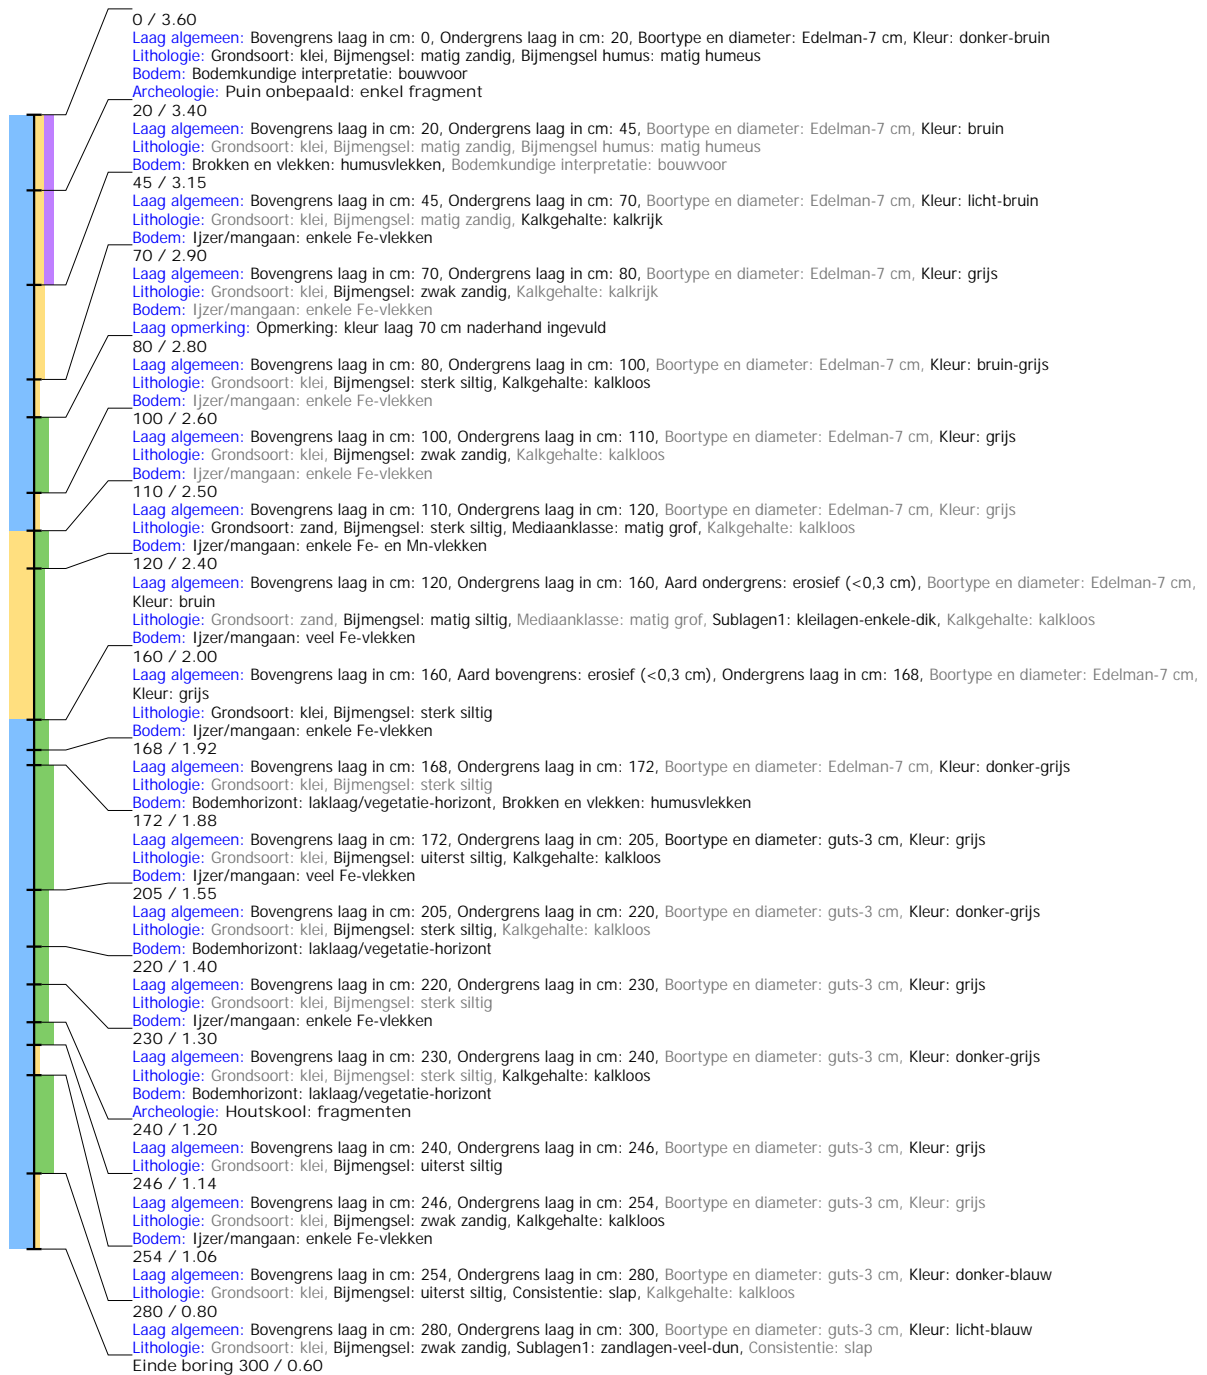 0 / 3.60
Laag algemeen: Bovengrens laag in cm: 0, Ondergrens laag in cm: 20, Boortype en diameter: Edelman-7 cm, Kleur: donker-bruin
Lithologie: Grondsoort: klei, Bijmengsel: matig zandig, Bijmengsel humus: matig humeus
Bodem: Bodemkundige interpretatie: bouwvoor
Archeologie: Puin onbepaald: enkel fragment
20 / 3.40
Laag algemeen: Bovengrens laag in cm: 20, Ondergrens laag in cm: 45, Boortype en diameter: Edelman-7 cm, Kleur: bruin
Lithologie: Grondsoort: klei, Bijmengsel: matig zandig, Bijmengsel humus: matig humeus
Bodem: Brokken en vlekken: humusvlekken, Bodemkundige interpretatie: bouwvoor
45 / 3.15
Laag algemeen: Bovengrens laag in cm: 45, Ondergrens laag in cm: 70, Boortype en diameter: Edelman-7 cm, Kleur: licht-bruin
Lithologie: Grondsoort: klei, Bijmengsel: matig zandig, Kalkgehalte: kalkrijk
Bodem: Ijzer/mangaan: enkele Fe-vlekken
70 / 2.90
Laag algemeen: Bovengrens laag in cm: 70, Ondergrens laag in cm: 80, Boortype en diameter: Edelman-7 cm, Kleur: grijs
Lithologie: Grondsoort: klei, Bijmengsel: zwak zandig, Kalkgehalte: kalkrijk
Bodem: Ijzer/mangaan: enkele Fe-vlekken
Laag opmerking: Opmerking: kleur laag 70 cm naderhand ingevuld
80 / 2.80
Laag algemeen: Bovengrens laag in cm: 80, Ondergrens laag in cm: 100, Boortype en diameter: Edelman-7 cm, Kleur: bruin-grijs
Lithologie: Grondsoort: klei, Bijmengsel: sterk siltig, Kalkgehalte: kalkloos
Bodem: Ijzer/mangaan: enkele Fe-vlekken
100 / 2.60
Laag algemeen: Bovengrens laag in cm: 100, Ondergrens laag in cm: 110, Boortype en diameter: Edelman-7 cm, Kleur: grijs
Lithologie: Grondsoort: klei, Bijmengsel: zwak zandig, Kalkgehalte: kalkloos
Bodem: Ijzer/mangaan: enkele Fe-vlekken
110 / 2.50
Laag algemeen: Bovengrens laag in cm: 110, Ondergrens laag in cm: 120, Boortype en diameter: Edelman-7 cm, Kleur: grijs
Lithologie: Grondsoort: zand, Bijmengsel: sterk siltig, Mediaanklasse: matig grof, Kalkgehalte: kalkloos
Bodem: Ijzer/mangaan: enkele Fe- en Mn-vlekken
120 / 2.40
Laag algemeen: Bovengrens laag in cm: 120, Ondergrens laag in cm: 160, Aard ondergrens: erosief (<0,3 cm), Boortype en diameter: Edelman-7 cm,
Kleur: bruin
Lithologie: Grondsoort: zand, Bijmengsel: matig siltig, Mediaanklasse: matig grof, Sublagen1: kleilagen-enkele-dik, Kalkgehalte: kalkloos
Bodem: Ijzer/mangaan: veel Fe-vlekken
160 / 2.00
Laag algemeen: Bovengrens laag in cm: 160, Aard bovengrens: erosief (<0,3 cm), Ondergrens laag in cm: 168, Boortype en diameter: Edelman-7 cm,
Kleur: grijs
Lithologie: Grondsoort: klei, Bijmengsel: sterk siltig
Bodem: Ijzer/mangaan: enkele Fe-vlekken
168 / 1.92
Laag algemeen: Bovengrens laag in cm: 168, Ondergrens laag in cm: 172, Boortype en diameter: Edelman-7 cm, Kleur: donker-grijs
Lithologie: Grondsoort: klei, Bijmengsel: sterk siltig
Bodem: Bodemhorizont: laklaag/vegetatie-horizont, Brokken en vlekken: humusvlekken
172 / 1.88
Laag algemeen: Bovengrens laag in cm: 172, Ondergrens laag in cm: 205, Boortype en diameter: guts-3 cm, Kleur: grijs
Lithologie: Grondsoort: klei, Bijmengsel: uiterst siltig, Kalkgehalte: kalkloos
Bodem: Ijzer/mangaan: veel Fe-vlekken
205 / 1.55
Laag algemeen: Bovengrens laag in cm: 205, Ondergrens laag in cm: 220, Boortype en diameter: guts-3 cm, Kleur: donker-grijs
Lithologie: Grondsoort: klei, Bijmengsel: sterk siltig, Kalkgehalte: kalkloos
Bodem: Bodemhorizont: laklaag/vegetatie-horizont
220 / 1.40
Laag algemeen: Bovengrens laag in cm: 220, Ondergrens laag in cm: 230, Boortype en diameter: guts-3 cm, Kleur: grijs
Lithologie: Grondsoort: klei, Bijmengsel: sterk siltig
Bodem: Ijzer/mangaan: enkele Fe-vlekken
230 / 1.30
Laag algemeen: Bovengrens laag in cm: 230, Ondergrens laag in cm: 240, Boortype en diameter: guts-3 cm, Kleur: donker-grijs
Lithologie: Grondsoort: klei, Bijmengsel: sterk siltig, Kalkgehalte: kalkloos
Bodem: Bodemhorizont: laklaag/vegetatie-horizont
Archeologie: Houtskool: fragmenten
240 / 1.20
Laag algemeen: Bovengrens laag in cm: 240, Ondergrens laag in cm: 246, Boortype en diameter: guts-3 cm, Kleur: grijs
Lithologie: Grondsoort: klei, Bijmengsel: uiterst siltig
246 / 1.14
Laag algemeen: Bovengrens laag in cm: 246, Ondergrens laag in cm: 254, Boortype en diameter: guts-3 cm, Kleur: grijs
Lithologie: Grondsoort: klei, Bijmengsel: zwak zandig, Kalkgehalte: kalkloos
Bodem: Ijzer/mangaan: enkele Fe-vlekken
254 / 1.06
Laag algemeen: Bovengrens laag in cm: 254, Ondergrens laag in cm: 280, Boortype en diameter: guts-3 cm, Kleur: donker-blauw
Lithologie: Grondsoort: klei, Bijmengsel: uiterst siltig, Consistentie: slap, Kalkgehalte: kalkloos
280 / 0.80
Laag algemeen: Bovengrens laag in cm: 280, Ondergrens laag in cm: 300, Boortype en diameter: guts-3 cm, Kleur: licht-blauw
Lithologie: Grondsoort: klei, Bijmengsel: zwak zandig, Sublagen1: zandlagen-veel-dun, Consistentie: slap
Einde boring 300 / 0.60